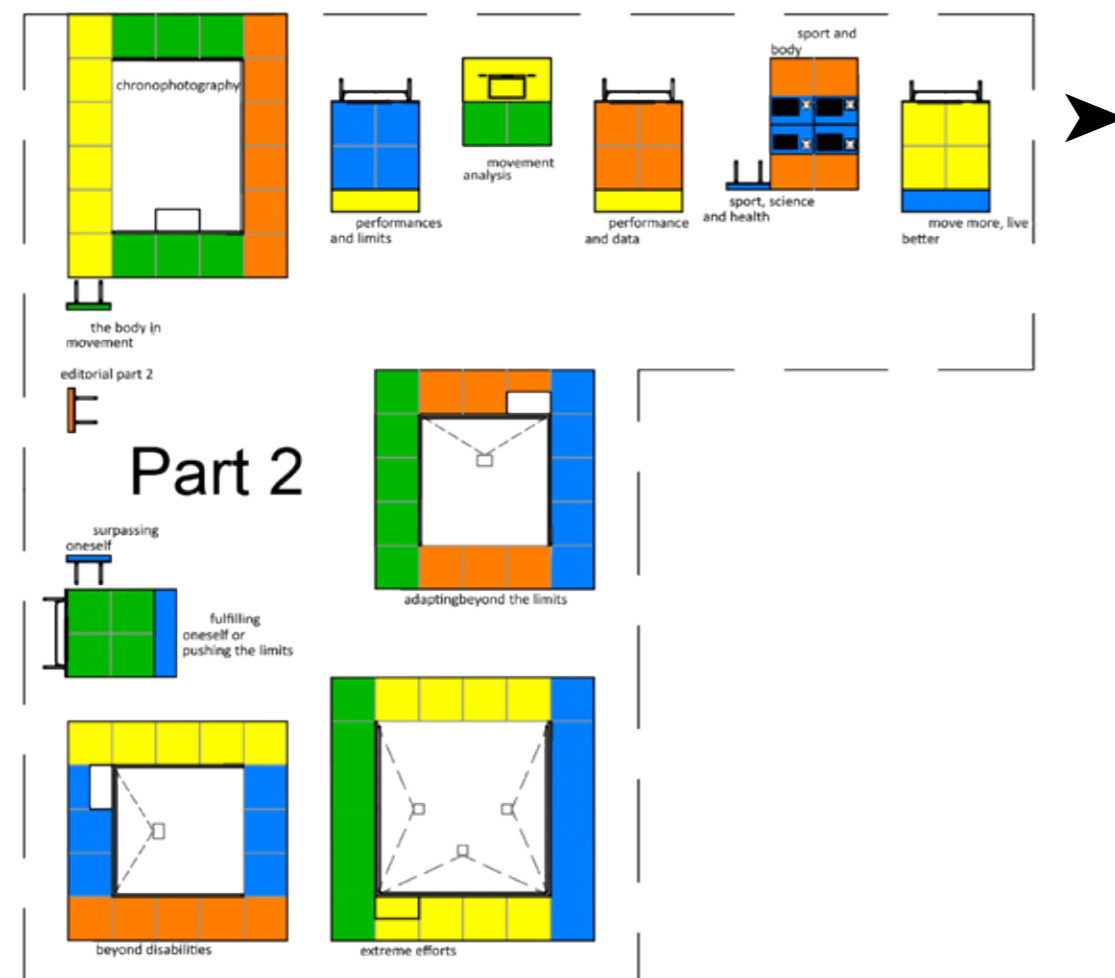 chronophotography
sport and
body
movement
analysis
performances
and limits
performance
and data
sport, science
and health
move more, live
better
the body in
movement
editorial part 2
Part 2
surpassing
oneself
fulfilling
oneself or
pushing the limits
adaptingbeyond the limits
beyond disabilities
extreme efforts